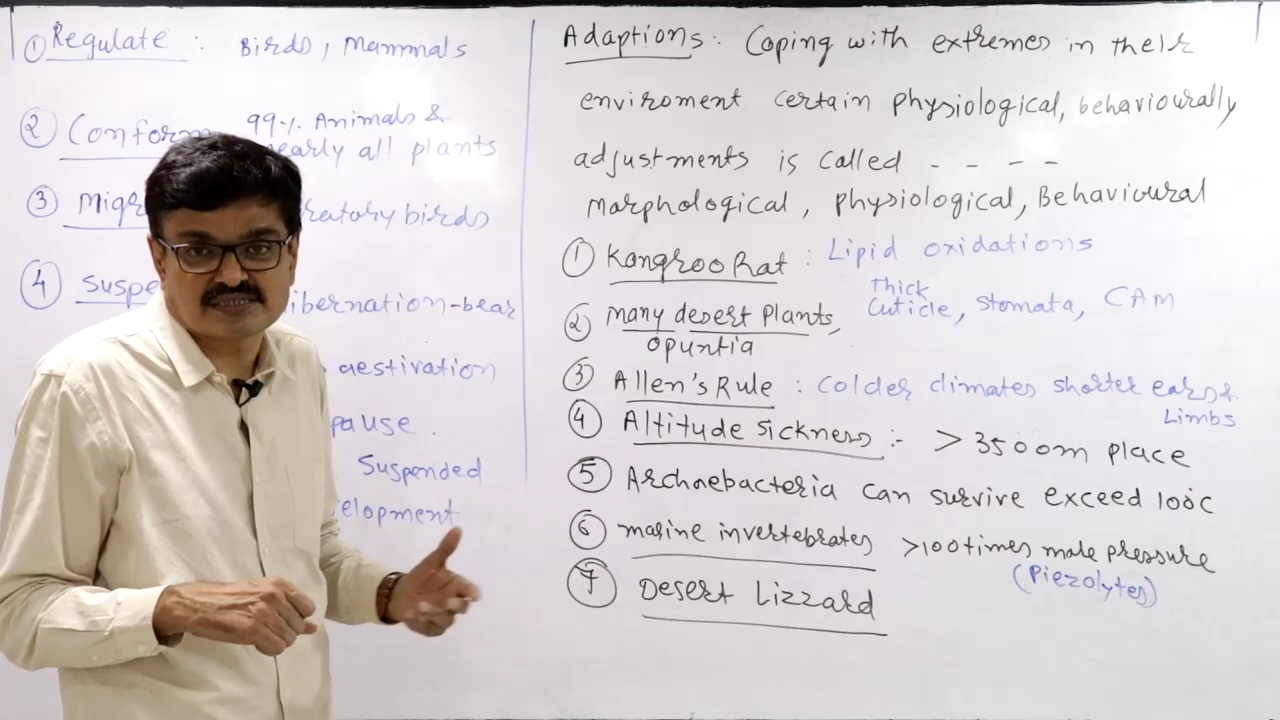 ① Regulate : Birds, Mammals
② Conform 99% Animals &
nearly all plants
③ Migr ratory birds
④ Suspe ibernation-bear
aestivation
pause.
Suspended
elopment
Adaptions: Coping with extremes in their
enviroment certain physiological, behaviourally
adjustments is called - - - -
Morphological, physiological, Behavioural
① Kangroo Rat : Lipid oxidations
② Many desert Plants, Thick Cuticle, Stomata, CAM
Opuntia
③ Allen's Rule : Colder climates shorter ears &
Limbs
④ Altitude Sickness :- > 3500m place
⑤ Archaebacteria can survive exceed 100°C
⑥ marine invertebrates >100 times more pressure
(Piezolytes)
⑦ Desert Lizzard